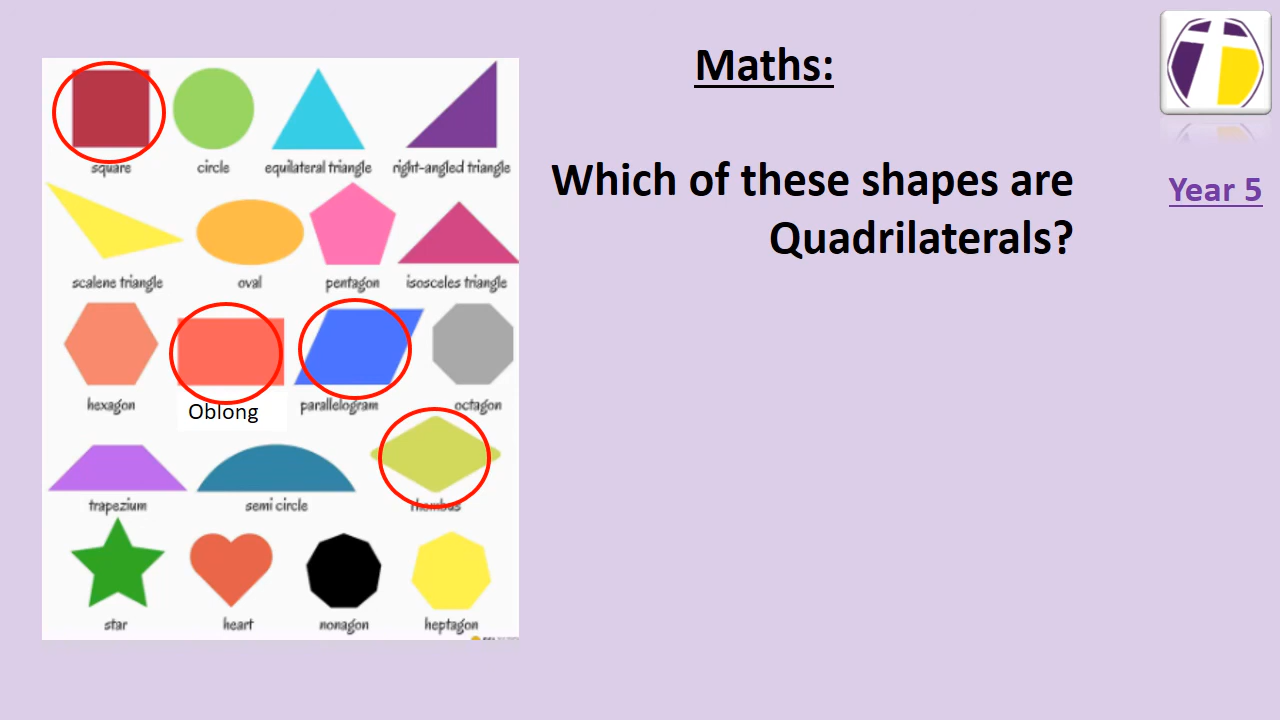 Maths:
Which of these shapes are
Quadrilaterals?
Year 5
square circle equilateral triangle right-angled triangle
scalene triangle oval pentagon isosceles triangle
hexagon Oblong parallelogram octagon
trapezium semi circle rhombus
star heart nonagon heptagon